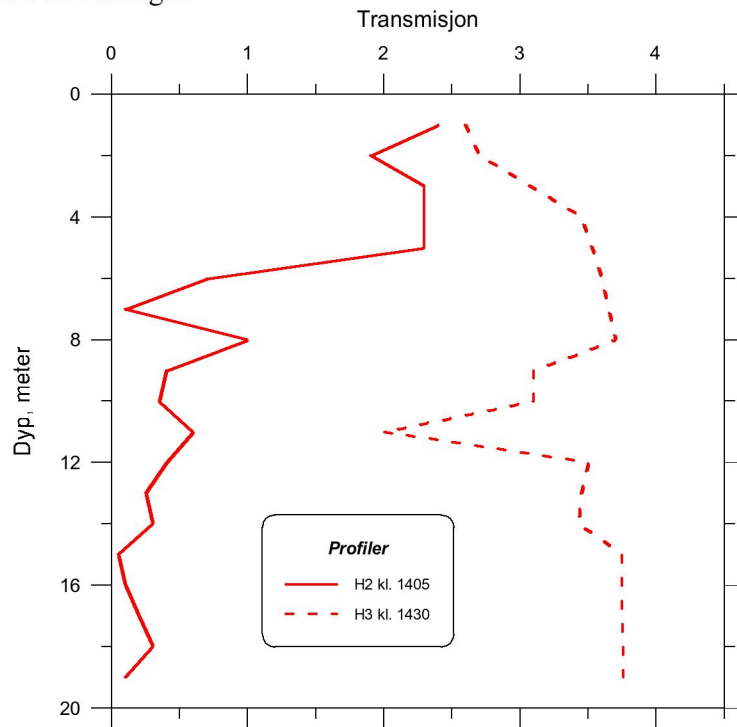 Transmisjon
0 1 2 3 4
0
4
8
12
16
20
Dyp, meter
Profiler
H2 kl. 1405
H3 kl. 1430